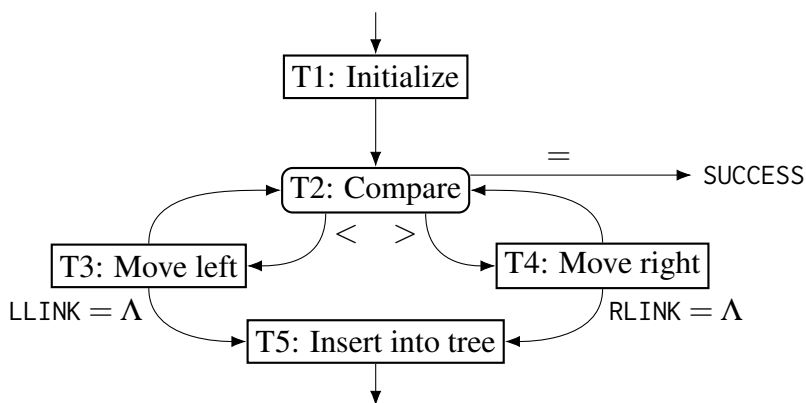 T1: Initialize
=
T2: Compare
SUCCESS
< >
T3: Move left
T4: Move right
LLINK = Λ
RLINK = Λ
T5: Insert into tree